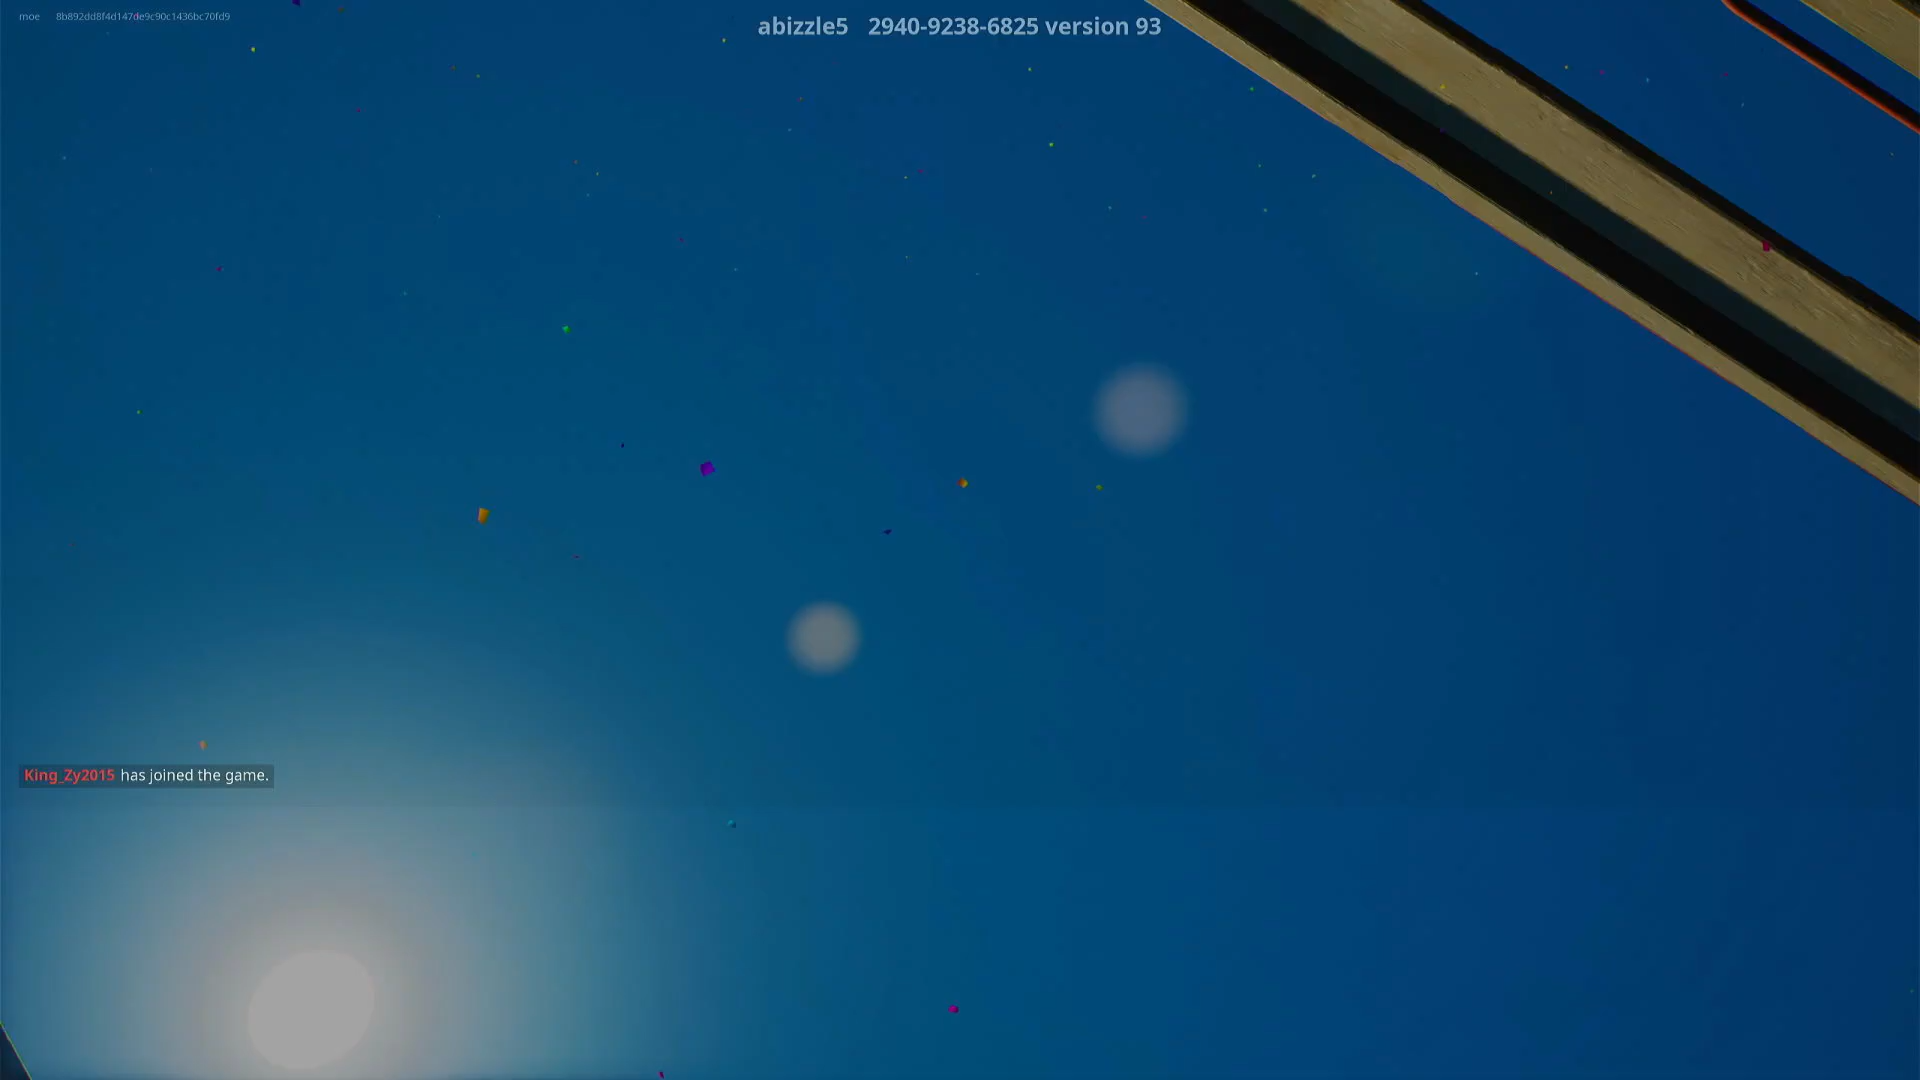 moe 8b892dd8f4d147de9c90c1436bc70fd9
abizzle5 2940-9238-6825 version 93
King_Zy2015 has joined the game.